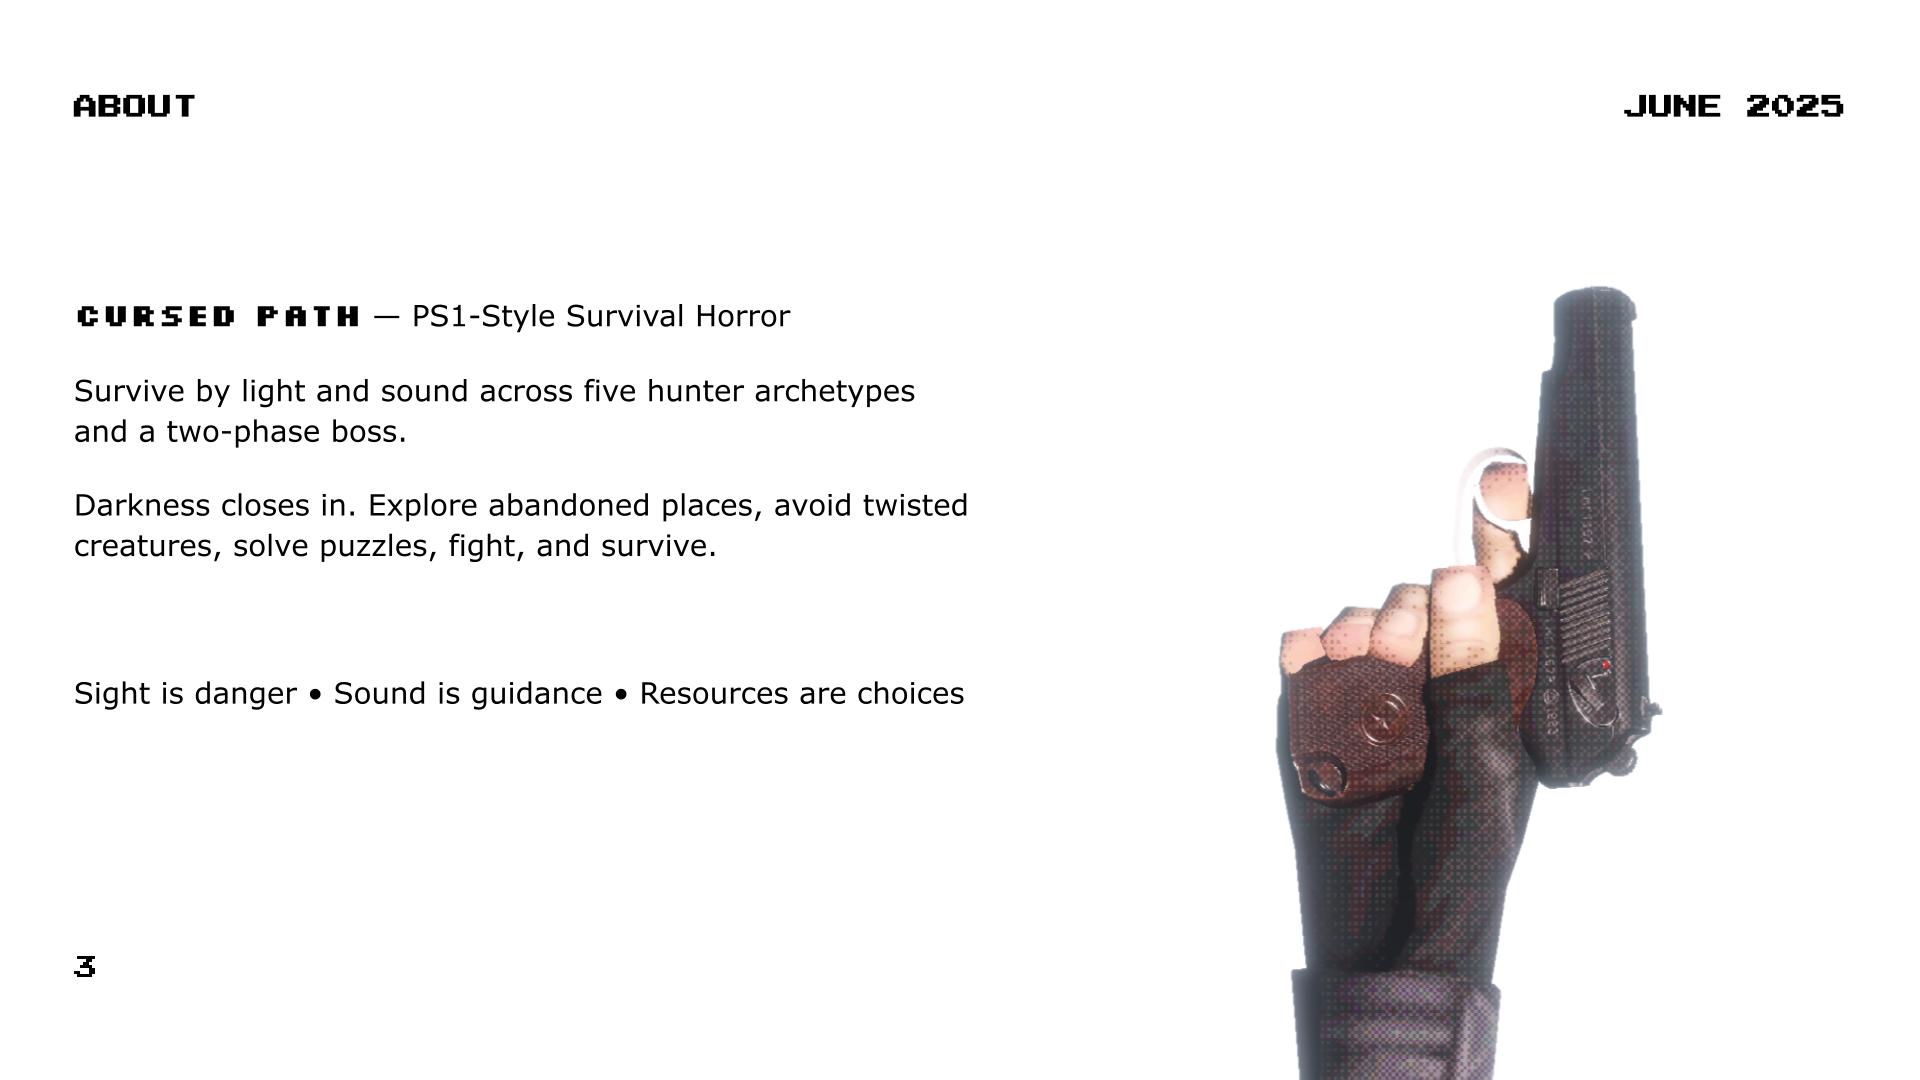 ABOUT
JUNE 2025
CURSED PATH — PS1-Style Survival Horror
Survive by light and sound across five hunter archetypes
and a two-phase boss.
Darkness closes in. Explore abandoned places, avoid twisted
creatures, solve puzzles, fight, and survive.
Sight is danger • Sound is guidance • Resources are choices
3